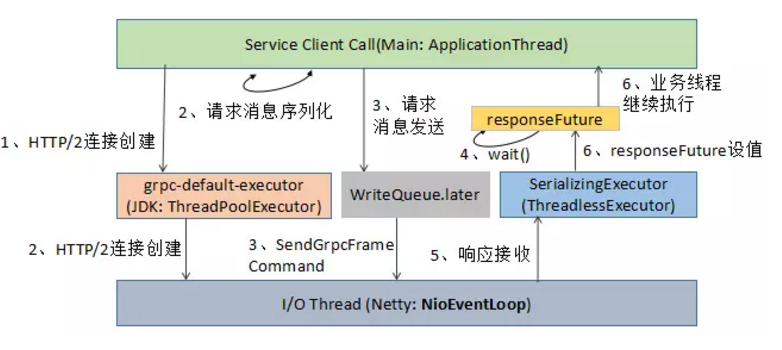 Service Client Call(Main: ApplicationThread)
1、HTTP/2连接创建
2、请求消息序列化
3、请求
消息发送
6、业务线程
继续执行
responseFuture
4、wait()
6、responseFuture设值
grpc-default-executor
(JDK: ThreadPoolExecutor)
WriteQueue.later
SerializingExecutor
(ThreadlessExecutor)
2、HTTP/2连接创建
3、SendGrpcFrame
Command
5、响应接收
I/O Thread (Netty: NioEventLoop)